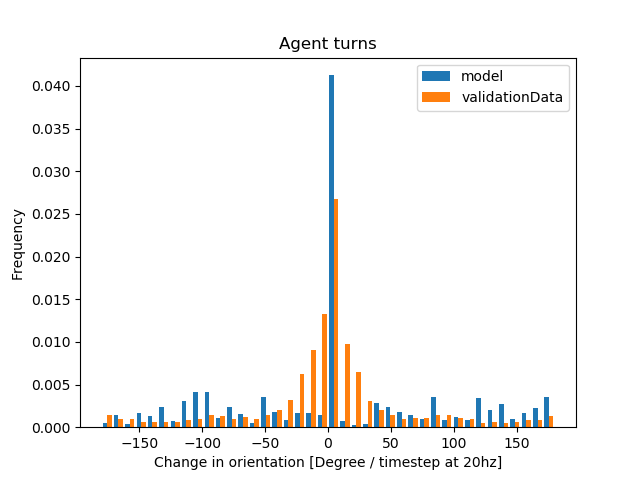 Agent turns
model
validationData
0.040
0.035
0.030
0.025
0.020
0.015
0.010
0.005
0.000
Frequency
−150 −100 −50 0 50 100 150
Change in orientation [Degree / timestep at 20hz]